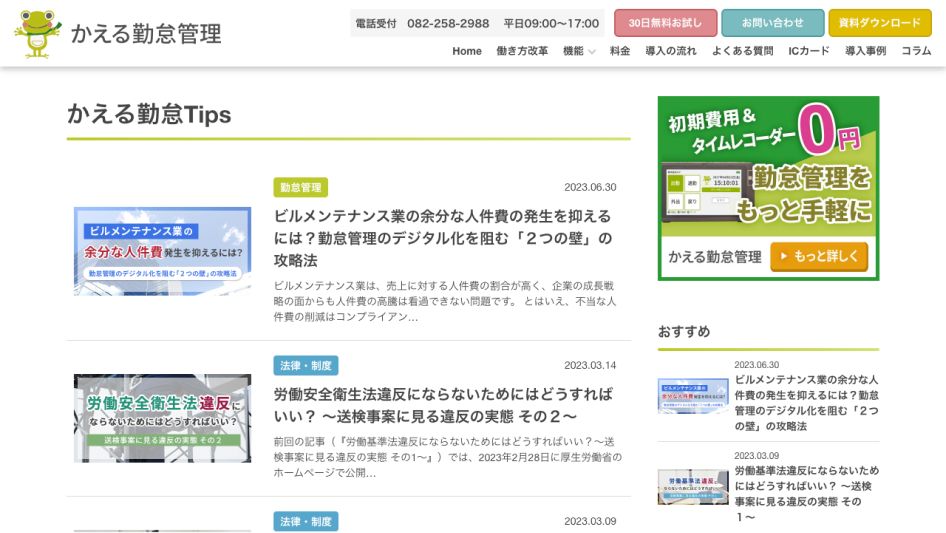 かえる勤怠管理
電話受付 082-258-2988 平日09:00〜17:00
30日無料お試し
お問い合わせ
資料ダウンロード
Home 働き方改革 機能 料金 導入の流れ よくある質問 ICカード 導入事例 コラム
かえる勤怠Tips
勤怠管理
2023.06.30
ビルメンテナンス業の
余分な人件費発生を抑えるには?
勤怠管理のデジタル化を阻む「２つの壁」の攻略法
ビルメンテナンス業の余分な人件費の発生を抑える
には？勤怠管理のデジタル化を阻む「２つの壁」の
攻略法
ビルメンテナンス業は、売上に対する人件費の割合が高く、企業の成長戦
略の面からも人件費の高騰は看過できない問題です。 とはいえ、不当な人
件費の削減はコンプライアン…
法律・制度
2023.03.14
労働安全衛生法違反に
ならないためにはどうすればいい？
送検事案に見る違反の実態 その２
労働安全衛生法違反にならないためにはどうすれば
いい？ 〜送検事案に見る違反の実態 その２〜
前回の記事（『労働基準法違反にならないためにはどうすればいい？〜送
検事案に見る違反の実態 その1〜』）では、2023年2月28日に厚生労働省の
ホームページで公開…
法律・制度
2023.03.09
初期費用＆
タイムレコーダー0円
勤怠管理を
もっと手軽に
15:10:01
かえる勤怠管理
もっと詳しく
おすすめ
2023.06.30
ビルメンテナンス業の余分な人
件費の発生を抑えるには？勤怠
管理のデジタル化を阻む「２つ
の壁」の攻略法
2023.03.09
労働基準法違反にならないため
にはどうすればいい？ 〜送検
事案に見る違反の実態 その
１〜